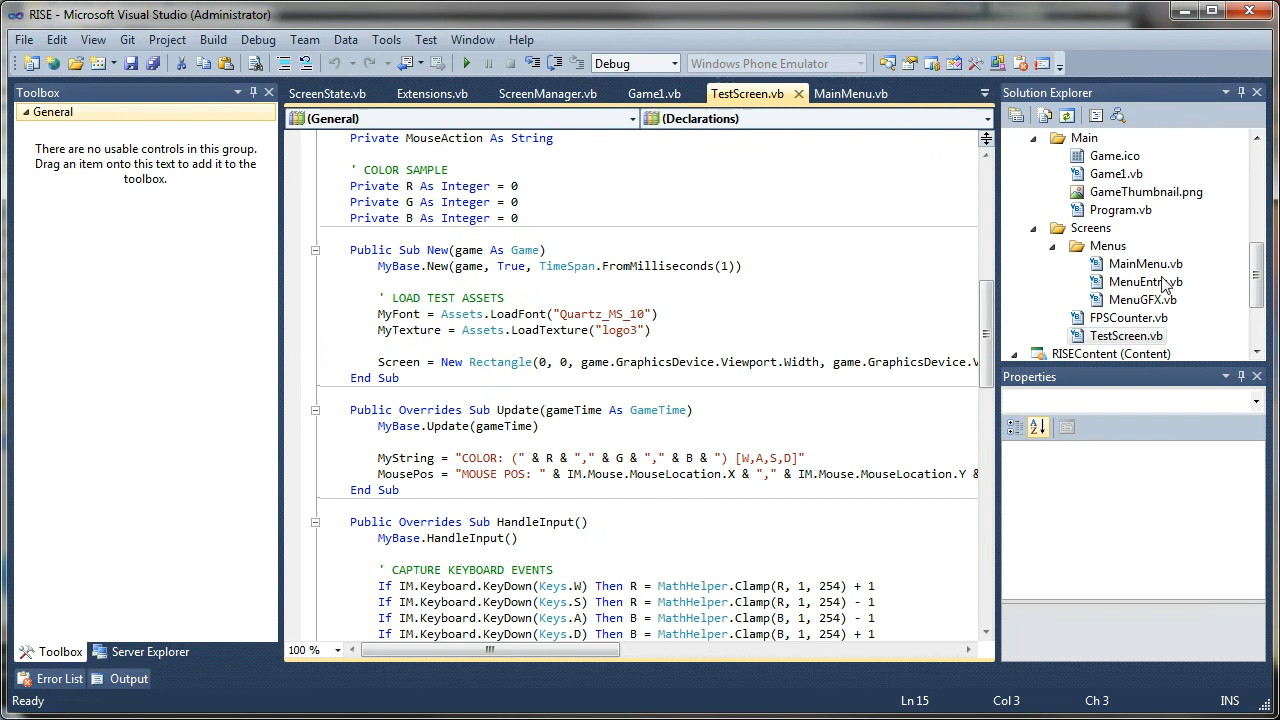 RISE - Microsoft Visual Studio (Administrator)
File Edit View Git Project Build Debug Team Data Tools Test Window Help
Debug Windows Phone Emulator
Toolbox
General
There are no usable controls in this group.
Drag an item onto this text to add it to the
toolbox.
ScreenState.vb Extensions.vb ScreenManager.vb Game1.vb TestScreen.vb MainMenu.vb
(General) (Declarations)
Private MouseAction As String
' COLOR SAMPLE
Private R As Integer = 0
Private G As Integer = 0
Private B As Integer = 0
Public Sub New(game As Game)
MyBase.New(game, True, TimeSpan.FromMilliseconds(1))
' LOAD TEST ASSETS
MyFont = Assets.LoadFont("Quartz_MS_10")
MyTexture = Assets.LoadTexture("logo3")
Screen = New Rectangle(0, 0, game.GraphicsDevice.Viewport.Width, game.GraphicsDevice.V
End Sub
Public Overrides Sub Update(gameTime As GameTime)
MyBase.Update(gameTime)
MyString = "COLOR: (" & R & "," & G & "," & B & ") [W,A,S,D]"
MousePos = "MOUSE POS: " & IM.Mouse.MouseLocation.X & "," & IM.Mouse.MouseLocation.Y &
End Sub
Public Overrides Sub HandleInput()
MyBase.HandleInput()
' CAPTURE KEYBOARD EVENTS
If IM.Keyboard.KeyDown(Keys.W) Then R = MathHelper.Clamp(R, 1, 254) + 1
If IM.Keyboard.KeyDown(Keys.S) Then R = MathHelper.Clamp(R, 1, 254) - 1
If IM.Keyboard.KeyDown(Keys.A) Then B = MathHelper.Clamp(B, 1, 254) - 1
If IM.Keyboard.KeyDown(Keys.D) Then B = MathHelper.Clamp(B, 1, 254) + 1
100 %
Solution Explorer
Main
Game.ico
Game1.vb
GameThumbnail.png
Program.vb
Screens
Menus
MainMenu.vb
MenuEntry.vb
MenuGFX.vb
FPSCounter.vb
TestScreen.vb
RISEContent (Content)
Properties
Toolbox Server Explorer
Error List Output
Ready Ln 15 Col 3 Ch 3 INS